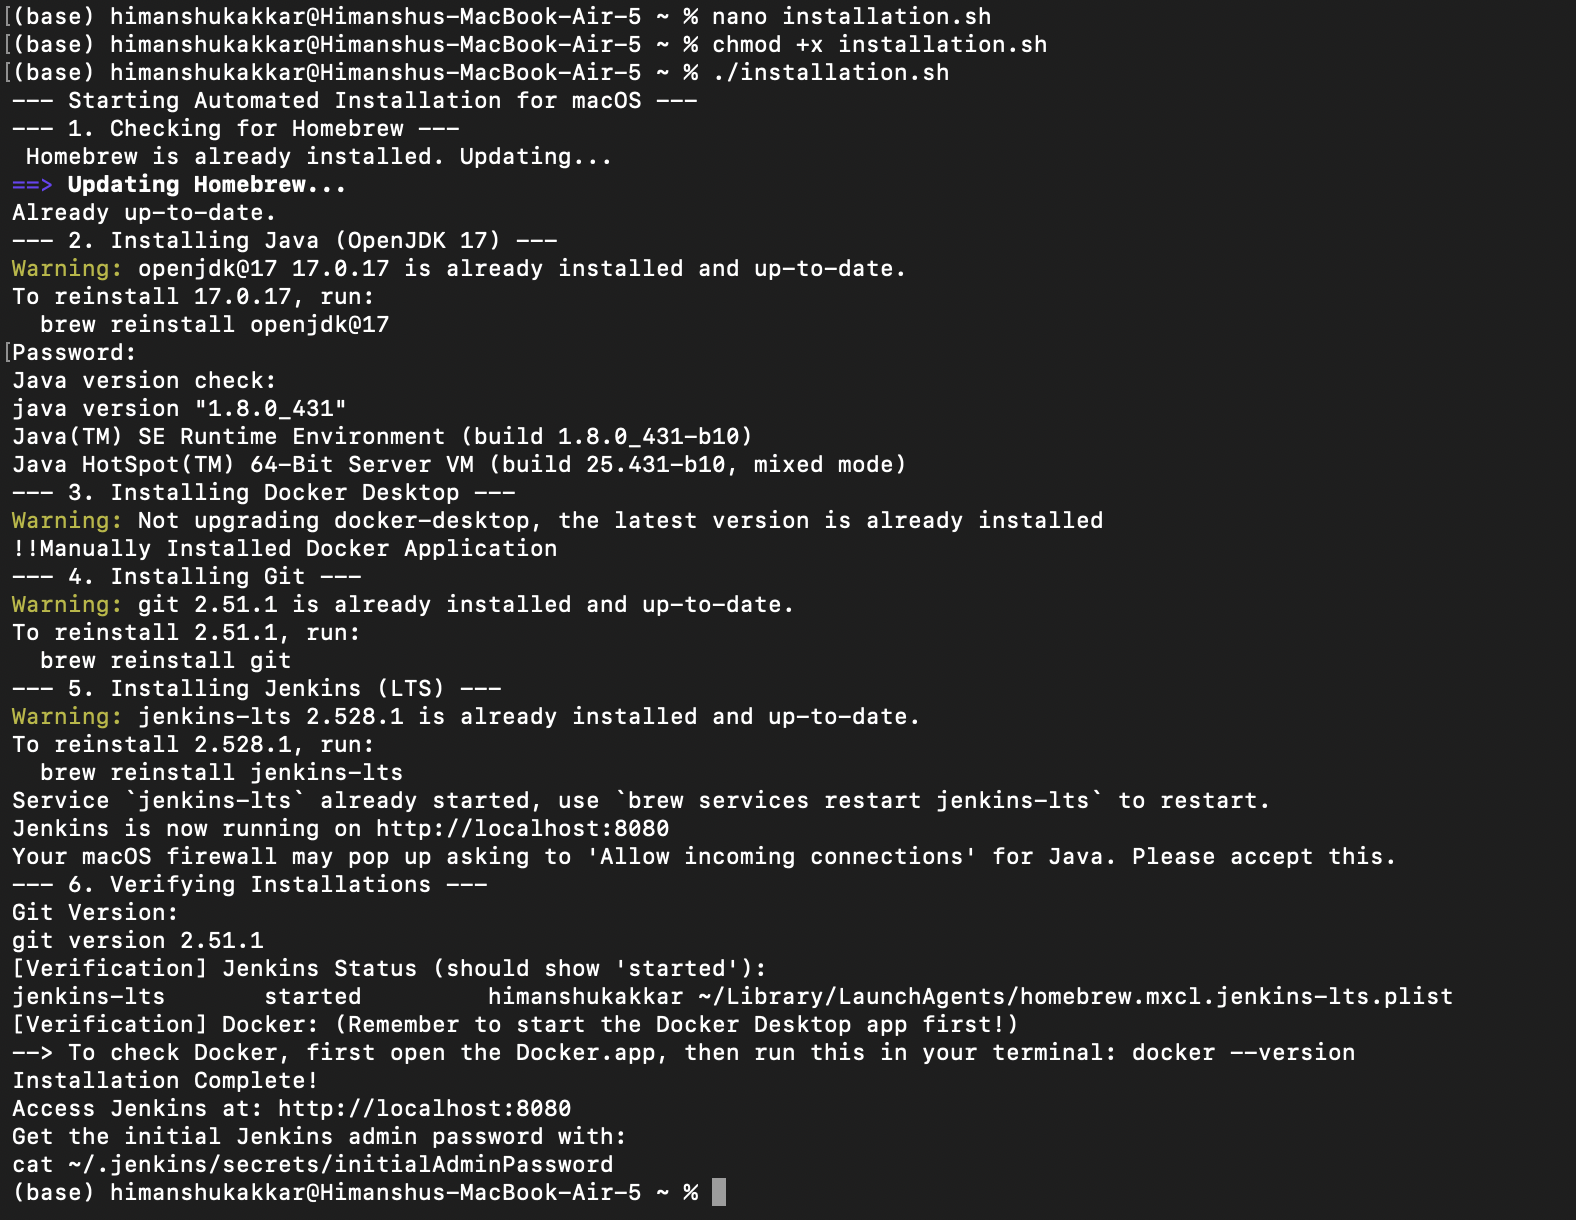 [(base) himanshukakkar@Himanshus-MacBook-Air-5 ~ % nano installation.sh
[(base) himanshukakkar@Himanshus-MacBook-Air-5 ~ % chmod +x installation.sh
[(base) himanshukakkar@Himanshus-MacBook-Air-5 ~ % ./installation.sh
--- Starting Automated Installation for macOS ---
--- 1. Checking for Homebrew ---
 Homebrew is already installed. Updating...
==> Updating Homebrew...
Already up-to-date.
--- 2. Installing Java (OpenJDK 17) ---
Warning: openjdk@17 17.0.17 is already installed and up-to-date.
To reinstall 17.0.17, run:
  brew reinstall openjdk@17
[Password:
Java version check:
java version "1.8.0_431"
Java(TM) SE Runtime Environment (build 1.8.0_431-b10)
Java HotSpot(TM) 64-Bit Server VM (build 25.431-b10, mixed mode)
--- 3. Installing Docker Desktop ---
Warning: Not upgrading docker-desktop, the latest version is already installed
!!Manually Installed Docker Application
--- 4. Installing Git ---
Warning: git 2.51.1 is already installed and up-to-date.
To reinstall 2.51.1, run:
  brew reinstall git
--- 5. Installing Jenkins (LTS) ---
Warning: jenkins-lts 2.528.1 is already installed and up-to-date.
To reinstall 2.528.1, run:
  brew reinstall jenkins-lts
Service `jenkins-lts` already started, use `brew services restart jenkins-lts` to restart.
Jenkins is now running on http://localhost:8080
Your macOS firewall may pop up asking to 'Allow incoming connections' for Java. Please accept this.
--- 6. Verifying Installations ---
Git Version:
git version 2.51.1
[Verification] Jenkins Status (should show 'started'):
jenkins-lts       started         himanshukakkar ~/Library/LaunchAgents/homebrew.mxcl.jenkins-lts.plist
[Verification] Docker: (Remember to start the Docker Desktop app first!)
--> To check Docker, first open the Docker.app, then run this in your terminal: docker --version
Installation Complete!
Access Jenkins at: http://localhost:8080
Get the initial Jenkins admin password with:
cat ~/.jenkins/secrets/initialAdminPassword
(base) himanshukakkar@Himanshus-MacBook-Air-5 ~ %